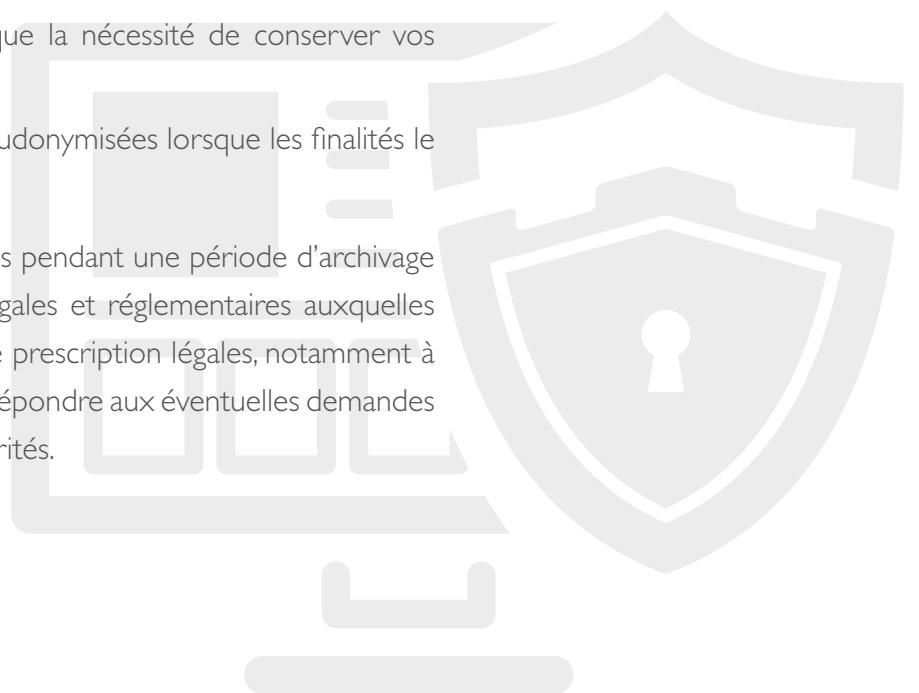 que la nécessité de conserver vos
udonymisées lorsque les finalités le
s pendant une période d’archivage
gales et réglementaires auxquelles
e prescription légales, notamment à
répondre aux éventuelles demandes
rités.